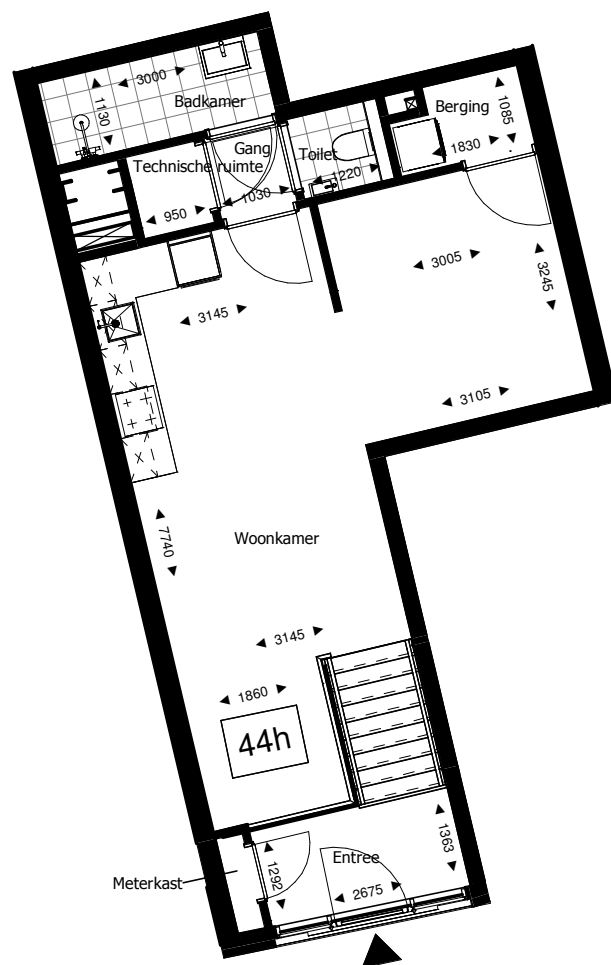 3000
1130
Badkamer
Berging
1085
Gang
Toilet
1830
Technische ruimte
1220
1030
950
3005
3245
3145
3105
7740
Woonkamer
3145
1860
44h
1363
Entree
1292
2675
Meterkast